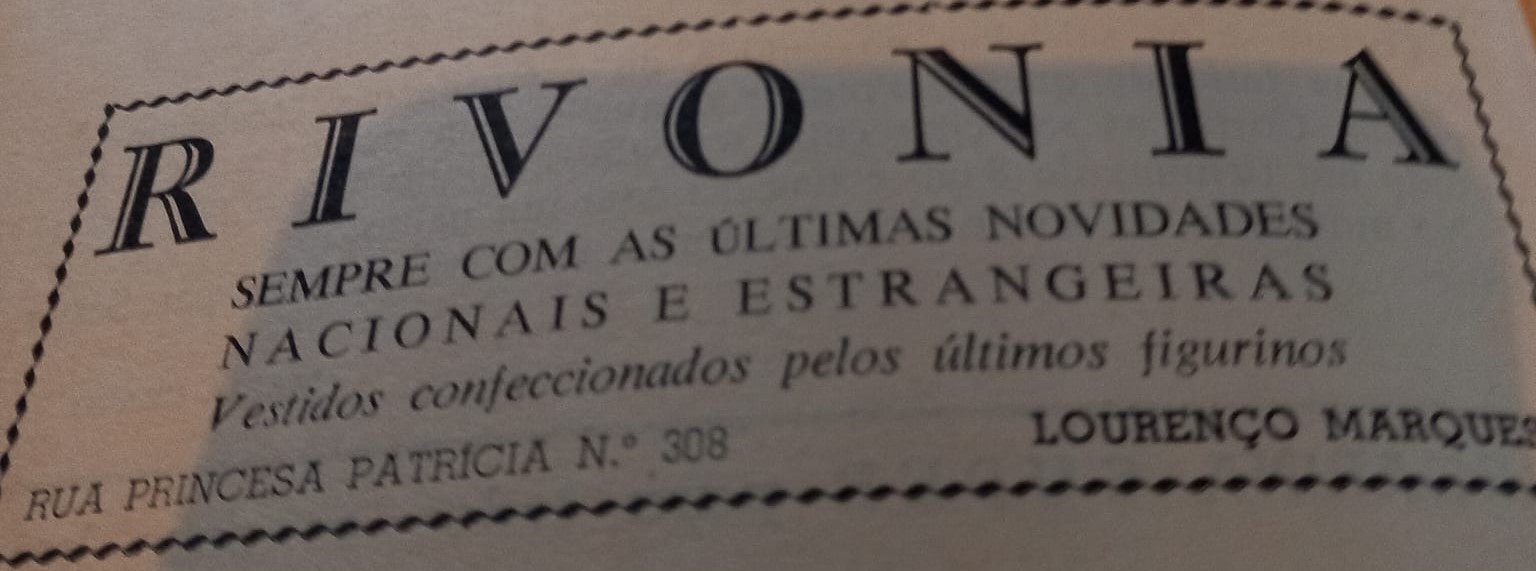 RIVONIA
SEMPRE COM AS ÚLTIMAS NOVIDADES
NACIONAIS E ESTRANGEIRAS
Vestidos confeccionados pelos últimos figurinos
RUA PRINCESA PATRÍCIA N.º 308 LOURENÇO MARQUES